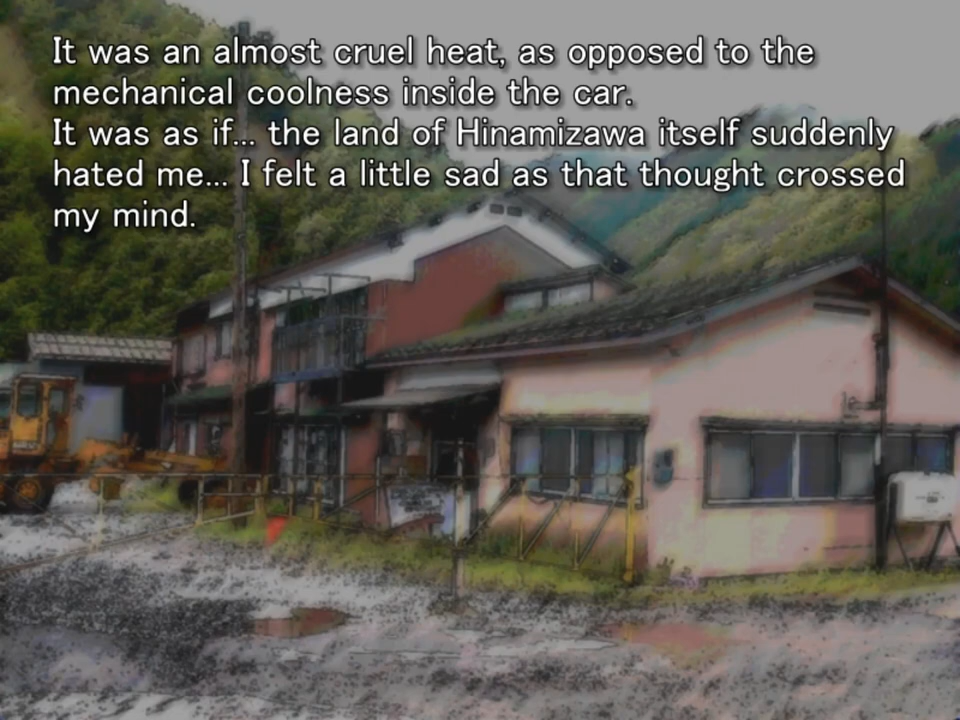 It was an almost cruel heat, as opposed to the
mechanical coolness inside the car.
It was as if... the land of Hinamizawa itself suddenly
hated me... I felt a little sad as that thought crossed
my mind.